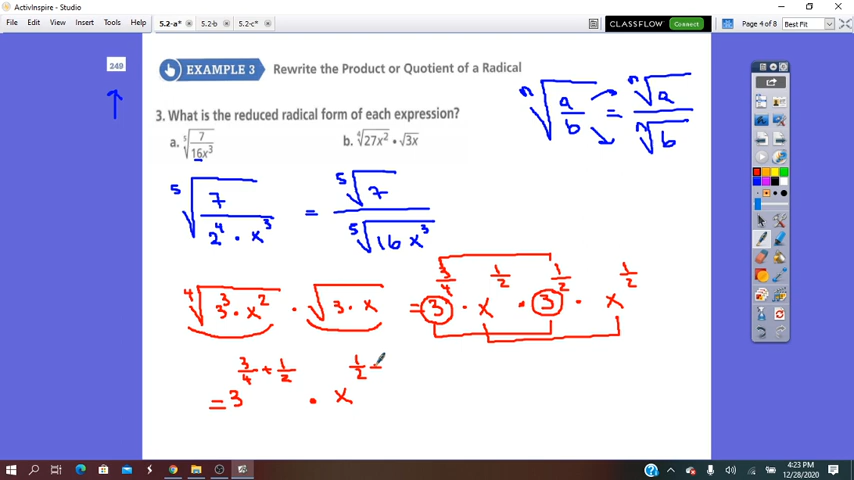 ActivInspire - Studio
File Edit View Insert Tools Help
5.2-a* 5.2-b 5.2-c*
CLASSFLOW Connect
Page 4 of 8 Best Fit
249
EXAMPLE 3 Rewrite the Product or Quotient of a Radical
ⁿ√(a/b) = ⁿ√a / ⁿ√b
3. What is the reduced radical form of each expression?
a. ⁵√(7/16x³) b. ⁴√27x² • √3x
⁵√(7/2⁴ • x³) = ⁵√7 / ⁵√16x³
⁴√3³ • x² • √3 • x = 3^(3/4) • x^(1/2) • 3^(1/2) • x^(1/2)
= 3^(3/4 + 1/2) • x^(1/2
4:23 PM
12/28/2020